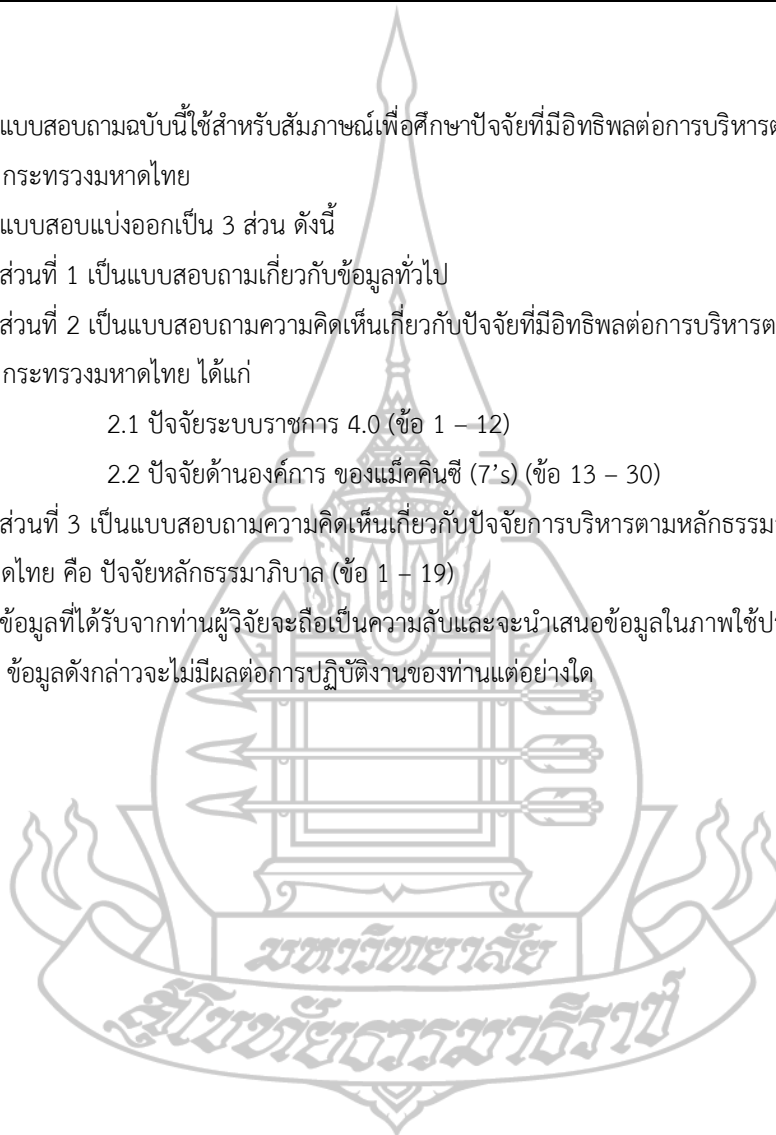 แบบสอบถามฉบับนี้ใช้สำหรับสัมภาษณ์เพื่อศึกษาปัจจัยที่มีอิทธิพลต่อการบริหารต
กระทรวงมหาดไทย
แบบสอบแบ่งออกเป็น 3 ส่วน ดังนี้
ส่วนที่ 1 เป็นแบบสอบถามเกี่ยวกับข้อมูลทั่วไป
ส่วนที่ 2 เป็นแบบสอบถามความคิดเห็นเกี่ยวกับปัจจัยที่มีอิทธิพลต่อการบริหารต
กระทรวงมหาดไทย ได้แก่
2.1 ปัจจัยระบบราชการ 4.0 (ข้อ 1 – 12)
2.2 ปัจจัยด้านองค์การ ของแม็คคินซี (7’s) (ข้อ 13 – 30)
ส่วนที่ 3 เป็นแบบสอบถามความคิดเห็นเกี่ยวกับปัจจัยการบริหารตามหลักธรรม
ดไทย คือ ปัจจัยหลักธรรมาภิบาล (ข้อ 1 – 19)
ข้อมูลที่ได้รับจากท่านผู้วิจัยจะถือเป็นความลับและจะนำเสนอข้อมูลในภาพใช้ป
ข้อมูลดังกล่าวจะไม่มีผลต่อการปฏิบัติงานของท่านแต่อย่างใด
มหาวิทยาลัย
สุโขทัยธรรมาธิราช